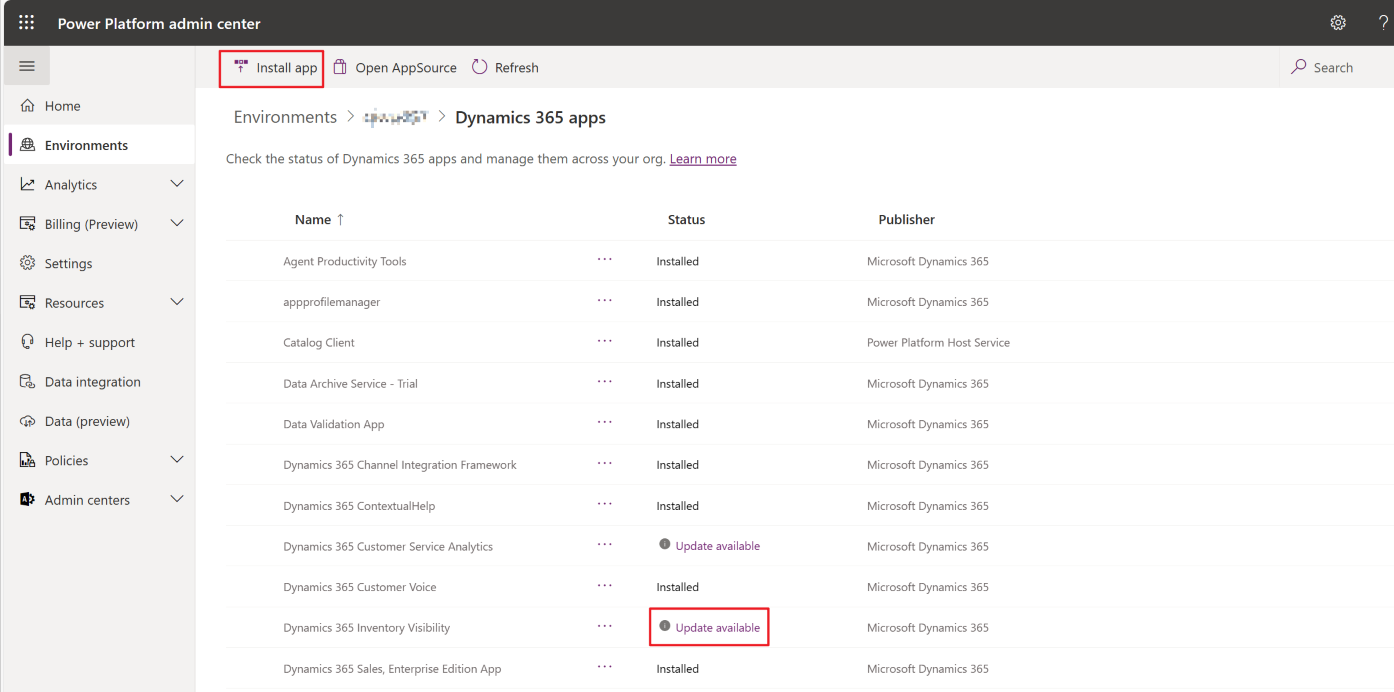 Power Platform admin center
?
Install app
Open AppSource
Refresh
Search
Home
Environments
Analytics
Billing (Preview)
Settings
Resources
Help + support
Data integration
Data (preview)
Policies
Admin centers
Environments > > Dynamics 365 apps
Check the status of Dynamics 365 apps and manage them across your org. Learn more
Name ↑ Status Publisher
Agent Productivity Tools ··· Installed Microsoft Dynamics 365
appprofilemanager ··· Installed Microsoft Dynamics 365
Catalog Client ··· Installed Power Platform Host Service
Data Archive Service - Trial ··· Installed Microsoft Dynamics 365
Data Validation App ··· Installed Microsoft Dynamics 365
Dynamics 365 Channel Integration Framework ··· Installed Microsoft Dynamics 365
Dynamics 365 ContextualHelp ··· Installed Microsoft Dynamics 365
Dynamics 365 Customer Service Analytics ··· Update available Microsoft Dynamics 365
Dynamics 365 Customer Voice ··· Installed Microsoft Dynamics 365
Dynamics 365 Inventory Visibility ··· Update available Microsoft Dynamics 365
Dynamics 365 Sales, Enterprise Edition App ··· Installed Microsoft Dynamics 365